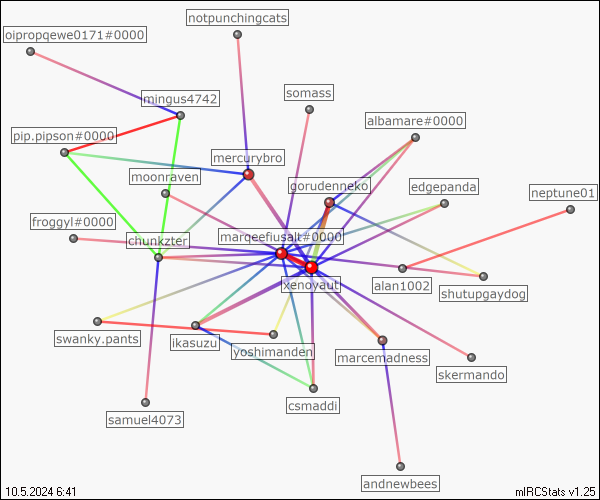 notpunchingcats
oipropqewe0171#0000
mingus4742
somass
albamare#0000
pip.pipson#0000
mercurybro
moonraven
gorudenneko
edgepanda
neptune01
froggyl#0000
chunkzter
marqeefiusalt#0000
xenoyaut
alan1002
shutupgaydog
swanky.pants
ikasuzu
yoshimanden
marcemadness
skermando
csmaddi
samuel4073
andnewbees
10.5.2024 6:41
mIRCStats v1.25